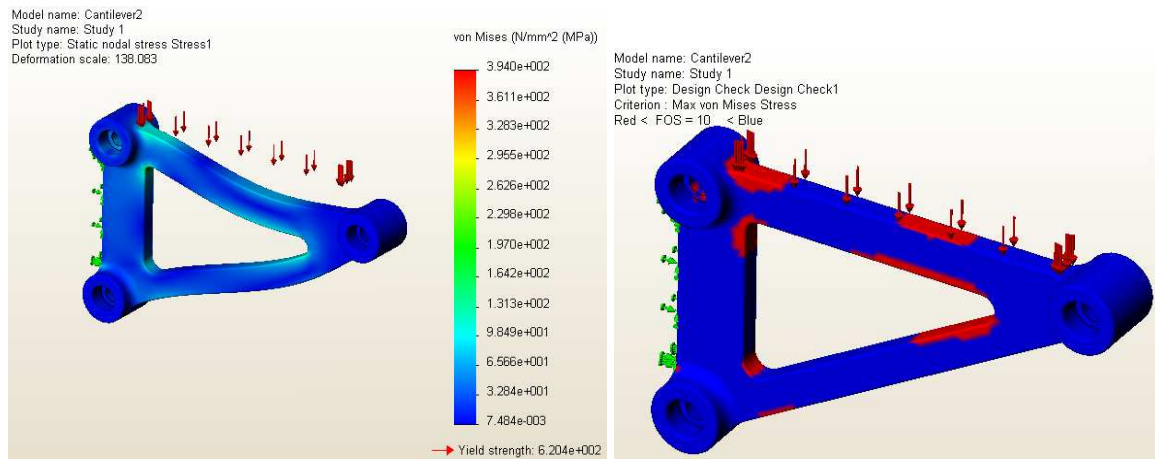 Model name: Cantilever2
Study name: Study 1
Plot type: Static nodal stress Stress1
Deformation scale: 138.083
von Mises (N/mm^2 (MPa))
3.940e+002
3.611e+002
3.283e+002
2.955e+002
2.627e+002
2.298e+002
1.970e+002
1.642e+002
1.313e+002
9.849e+001
6.566e+001
3.284e+001
7.484e-003
Yield strength: 6.204e+002
Model name: Cantilever2
Study name: Study 1
Plot type: Design Check Design Check1
Criterion : Max von Mises Stress
Red < FOS = 10 < Blue